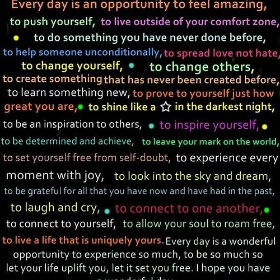 Every day is an opportunity to feel amazing,
to push yourself, to live outside of your comfort zone,
to do something you have never done before,
to help someone unconditionally, to spread love not hate,
to change yourself, to change others,
to create something that has never been created before,
to learn something new, to prove to yourself just how
great you are, to shine like a in the darkest night,
to be an inspiration to others, to inspire yourself,
to be determined and achieve, to leave your mark on the world,
to set yourself free from self-doubt, to experience every
moment with joy, to look into the sky and dream,
to be grateful for all that you have now and have had in the past,
to laugh and cry, to connect to one another,
to connect to yourself, to allow your soul to roam free,
to live a life that is uniquely yours. Every day is a wonderful
opportunity to experience so much, to be so much so
let your life uplift you, let it set you free. I hope you have